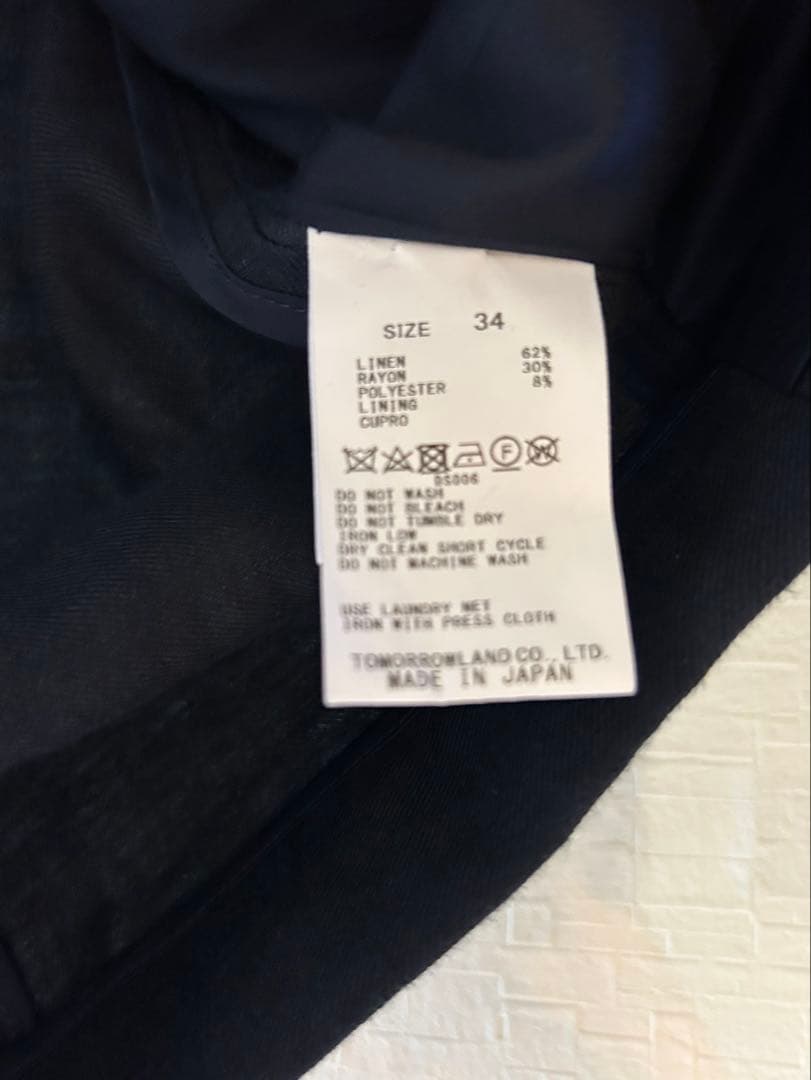 SIZE 34
LINEN 62%
RAYON 30%
POLYESTER 8%
LINING
CUPRO
F W
DS006
DO NOT WASH
DO NOT BLEACH
DO NOT TUMBLE DRY
IRON LOW
DRY CLEAN SHORT CYCLE
DO NOT MACHINE WASH
USE LAUNDRY NET
IRON WITH PRESS CLOTH
TOMORROWLAND CO., LTD.
MADE IN JAPAN